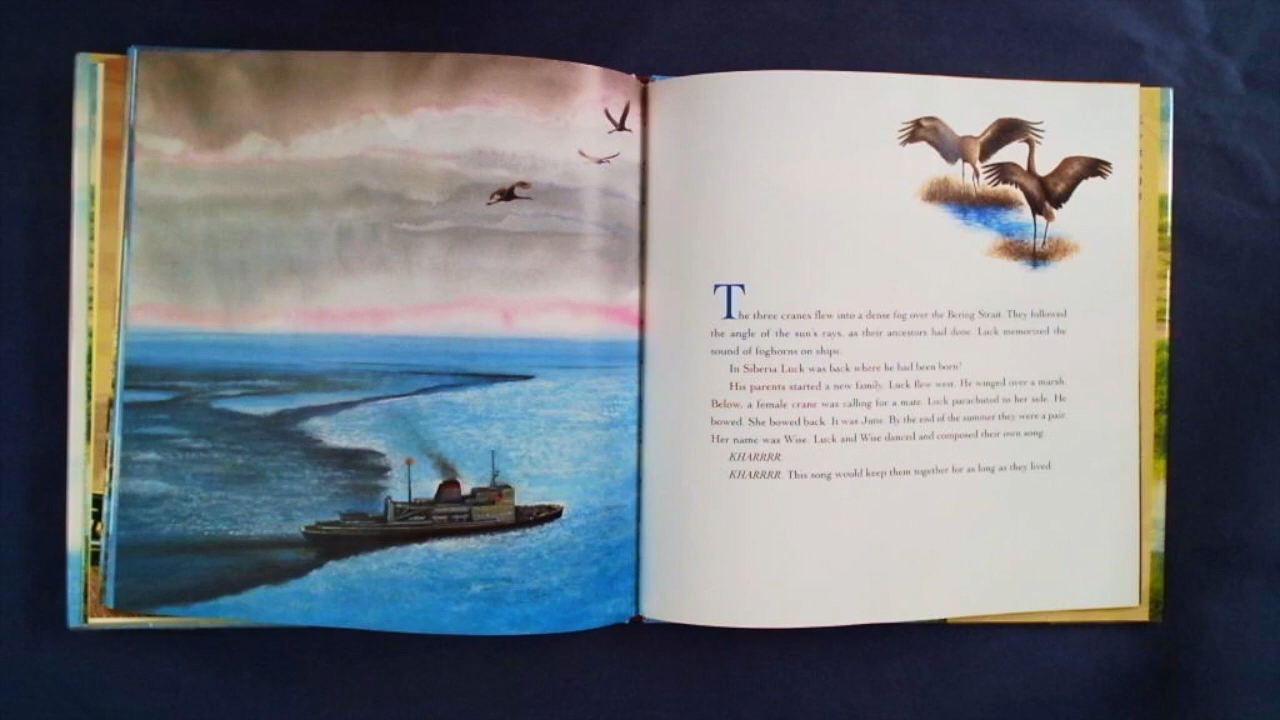 The three cranes flew into a dense fog over the Bering Strait. They followed
the angle of the sun's rays, as their ancestors had done. Luck memorized the
sound of foghorns on ships.
In Siberia Luck was back where he had been born!
His parents started a new family. Luck flew west. He winged over a marsh.
Below, a female crane was calling for a mate. Luck parachuted to her side. He
bowed. She bowed back. It was June. By the end of the summer they were a pair.
Her name was Wise. Luck and Wise danced and composed their own song.
KHARRRR.
KHARRRR. This song would keep them together for as long as they lived.